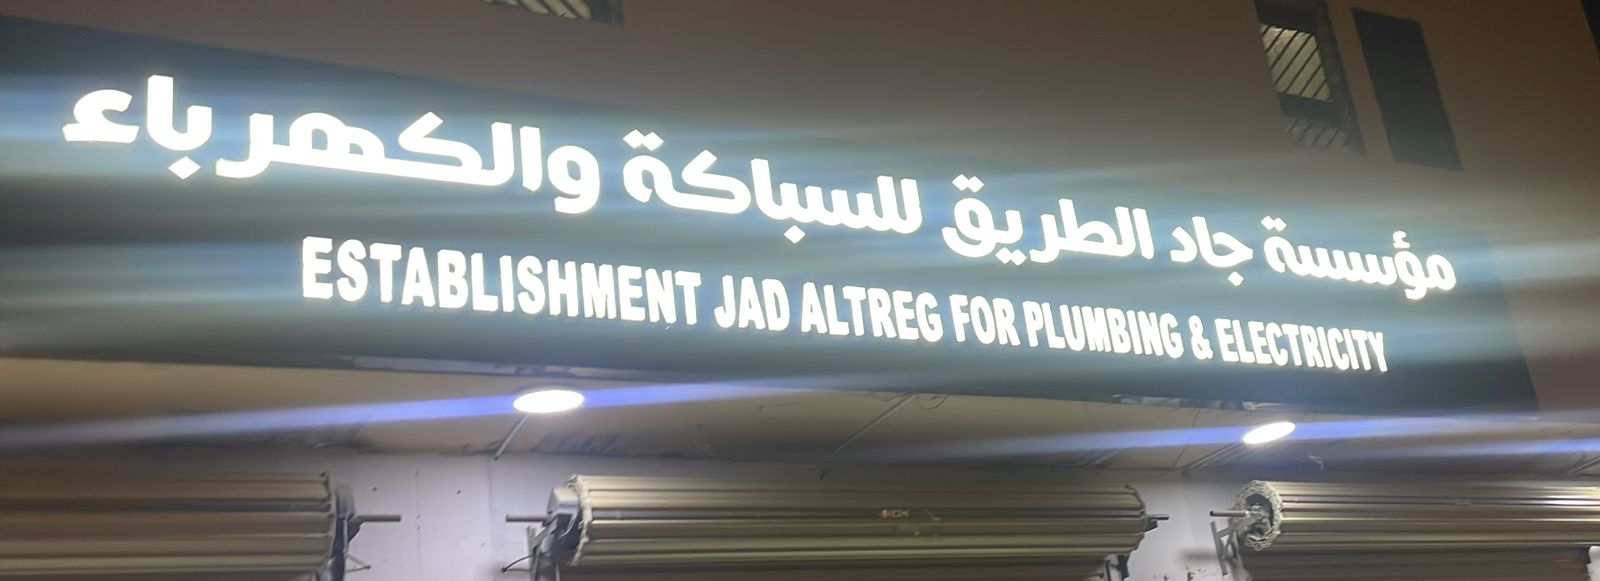 مؤسسة جاد الطريق للسباكة والكهرباء
ESTABLISHMENT JAD ALTREG FOR PLUMBING & ELECTRICITY